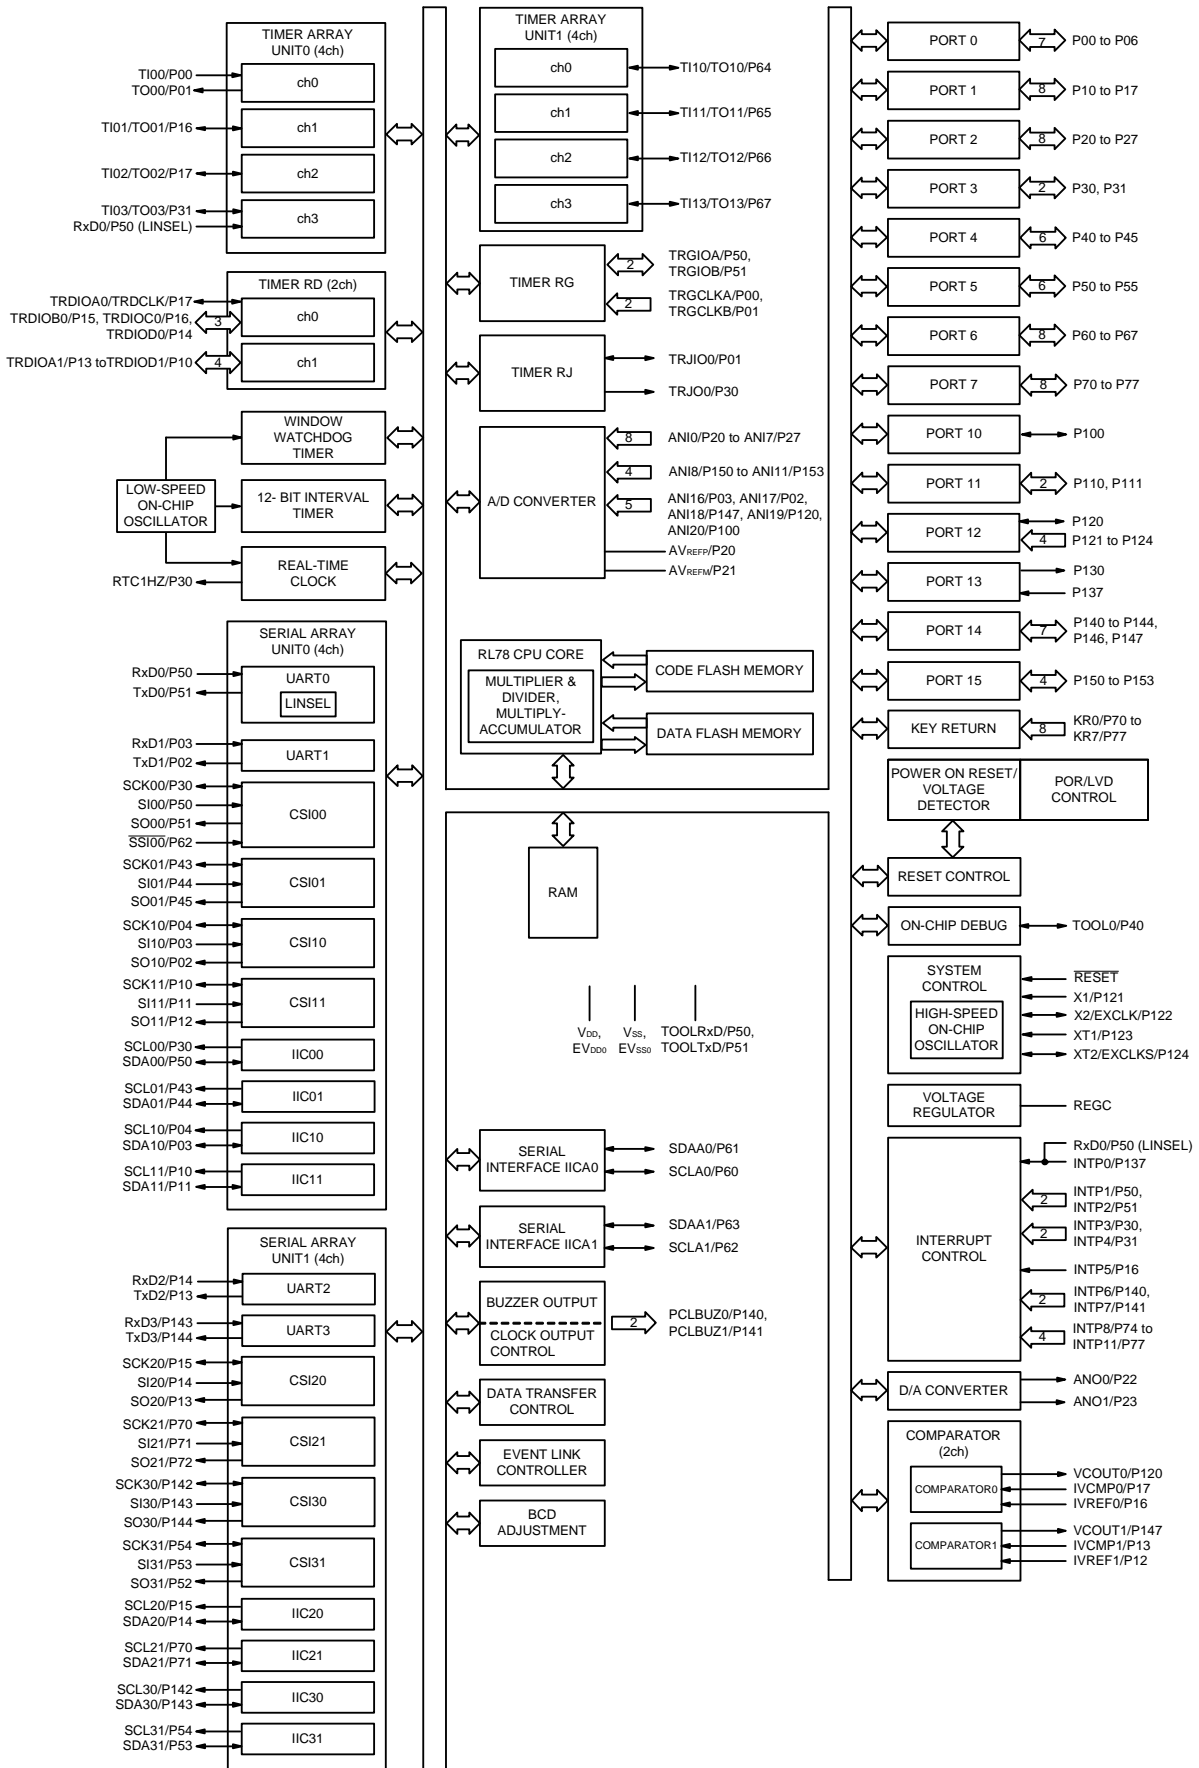 TIMER ARRAY
UNIT0 (4ch)
TI00/P00
TO00/P01
ch0
TI01/TO01/P16
ch1
TI02/TO02/P17
ch2
TI03/TO03/P31
RxD0/P50 (LINSEL)
ch3
TIMER RD (2ch)
TRDIOA0/TRDCLK/P17
TRDIOB0/P15, TRDIOC0/P16,
TRDIOD0/P14
3
ch0
TRDIOA1/P13 toTRDIOD1/P10
4
ch1
WINDOW
WATCHDOG
TIMER
LOW-SPEED
ON-CHIP
OSCILLATOR
12- BIT INTERVAL
TIMER
RTC1HZ/P30
REAL-TIME
CLOCK
SERIAL ARRAY
UNIT0 (4ch)
RxD0/P50
TxD0/P51
UART0
LINSEL
RxD1/P03
TxD1/P02
UART1
SCK00/P30
SI00/P50
SO00/P51
SSI00/P62
CSI00
SCK01/P43
SI01/P44
SO01/P45
CSI01
SCK10/P04
SI10/P03
SO10/P02
CSI10
SCK11/P10
SI11/P11
SO11/P12
CSI11
SCL00/P30
SDA00/P50
IIC00
SCL01/P43
SDA01/P44
IIC01
SCL10/P04
SDA10/P03
IIC10
SCL11/P10
SDA11/P11
IIC11
SERIAL ARRAY
UNIT1 (4ch)
RxD2/P14
TxD2/P13
UART2
RxD3/P143
TxD3/P144
UART3
SCK20/P15
SI20/P14
SO20/P13
CSI20
SCK21/P70
SI21/P71
SO21/P72
CSI21
SCK30/P142
SI30/P143
SO30/P144
CSI30
SCK31/P54
SI31/P53
SO31/P52
CSI31
SCL20/P15
SDA20/P14
IIC20
SCL21/P70
SDA21/P71
IIC21
SCL30/P142
SDA30/P143
IIC30
SCL31/P54
SDA31/P53
IIC31
TIMER ARRAY
UNIT1 (4ch)
ch0
TI10/TO10/P64
ch1
TI11/TO11/P65
ch2
TI12/TO12/P66
ch3
TI13/TO13/P67
TIMER RG
2
TRGIOA/P50,
TRGIOB/P51
2
TRGCLKA/P00,
TRGCLKB/P01
TIMER RJ
TRJIO0/P01
TRJO0/P30
A/D CONVERTER
8
ANI0/P20 to ANI7/P27
4
ANI8/P150 to ANI11/P153
5
ANI16/P03, ANI17/P02,
ANI18/P147, ANI19/P120,
ANI20/P100
AVREFP/P20
AVREFM/P21
RL78 CPU CORE
MULTIPLIER &
DIVIDER,
MULTIPLY-
ACCUMULATOR
CODE FLASH MEMORY
DATA FLASH MEMORY
RAM
VDD,
EVDD0
VSS,
EVSS0
TOOLRxD/P50,
TOOLTxD/P51
SERIAL
INTERFACE IICA0
SDAA0/P61
SCLA0/P60
SERIAL
INTERFACE IICA1
SDAA1/P63
SCLA1/P62
BUZZER OUTPUT
CLOCK OUTPUT
CONTROL
2
PCLBUZ0/P140,
PCLBUZ1/P141
DATA TRANSFER
CONTROL
EVENT LINK
CONTROLLER
BCD
ADJUSTMENT
PORT 0
7
P00 to P06
PORT 1
8
P10 to P17
PORT 2
8
P20 to P27
PORT 3
2
P30, P31
PORT 4
6
P40 to P45
PORT 5
6
P50 to P55
PORT 6
8
P60 to P67
PORT 7
8
P70 to P77
PORT 10
P100
PORT 11
2
P110, P111
PORT 12
P120
4
P121 to P124
PORT 13
P130
P137
PORT 14
7
P140 to P144,
P146, P147
PORT 15
4
P150 to P153
KEY RETURN
8
KR0/P70 to
KR7/P77
POWER ON RESET/
VOLTAGE
DETECTOR
POR/LVD
CONTROL
RESET CONTROL
ON-CHIP DEBUG
TOOL0/P40
SYSTEM
CONTROL
HIGH-SPEED
ON-CHIP
OSCILLATOR
RESET
X1/P121
X2/EXCLK/P122
XT1/P123
XT2/EXCLKS/P124
VOLTAGE
REGULATOR
REGC
INTERRUPT
CONTROL
RxD0/P50 (LINSEL)
INTP0/P137
2
INTP1/P50,
INTP2/P51
2
INTP3/P30,
INTP4/P31
INTP5/P16
2
INTP6/P140,
INTP7/P141
4
INTP8/P74 to
INTP11/P77
D/A CONVERTER
ANO0/P22
ANO1/P23
COMPARATOR
(2ch)
COMPARATOR0
VCOUT0/P120
IVCMP0/P17
IVREF0/P16
COMPARATOR1
VCOUT1/P147
IVCMP1/P13
IVREF1/P12